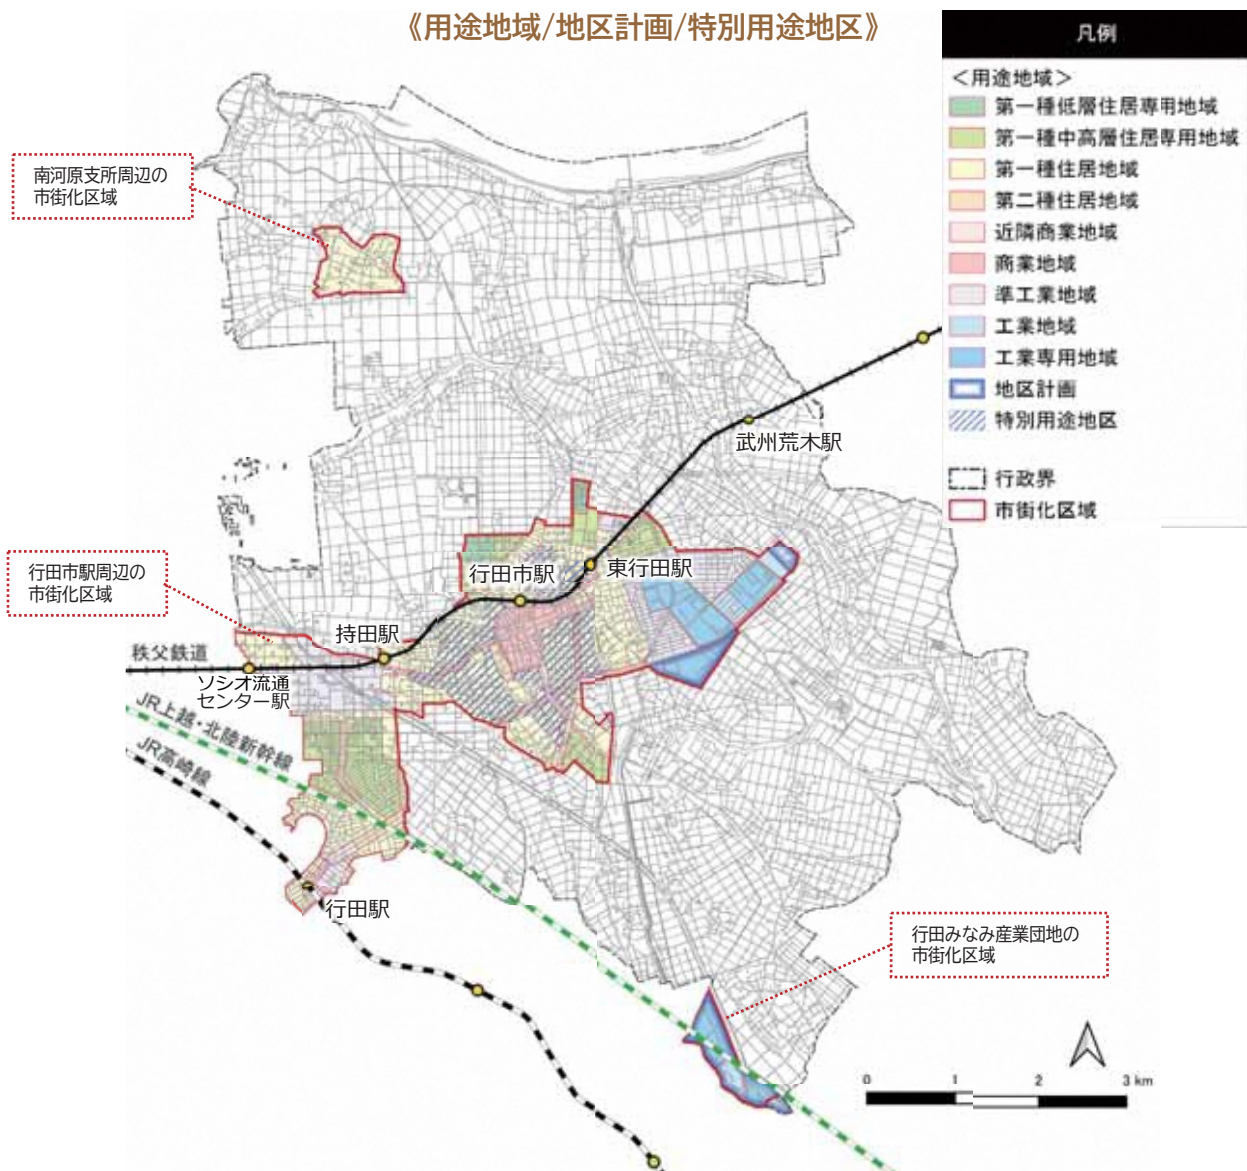 《用途地域/地区計画/特別用途地区》
凡例
＜用途地域＞
第一種低層住居専用地域
第一種中高層住居専用地域
第一種住居地域
第二種住居地域
近隣商業地域
商業地域
準工業地域
工業地域
工業専用地域
地区計画
特別用途地区
行政界
市街化区域
南河原支所周辺の
市街化区域
武州荒木駅
行田市駅周辺の
市街化区域
行田市駅
東行田駅
持田駅
秩父鉄道
ソシオ流通
センター駅
JR上越・北陸新幹線
JR高崎線
行田駅
行田みなみ産業団地の
市街化区域
0 1 2 3 km